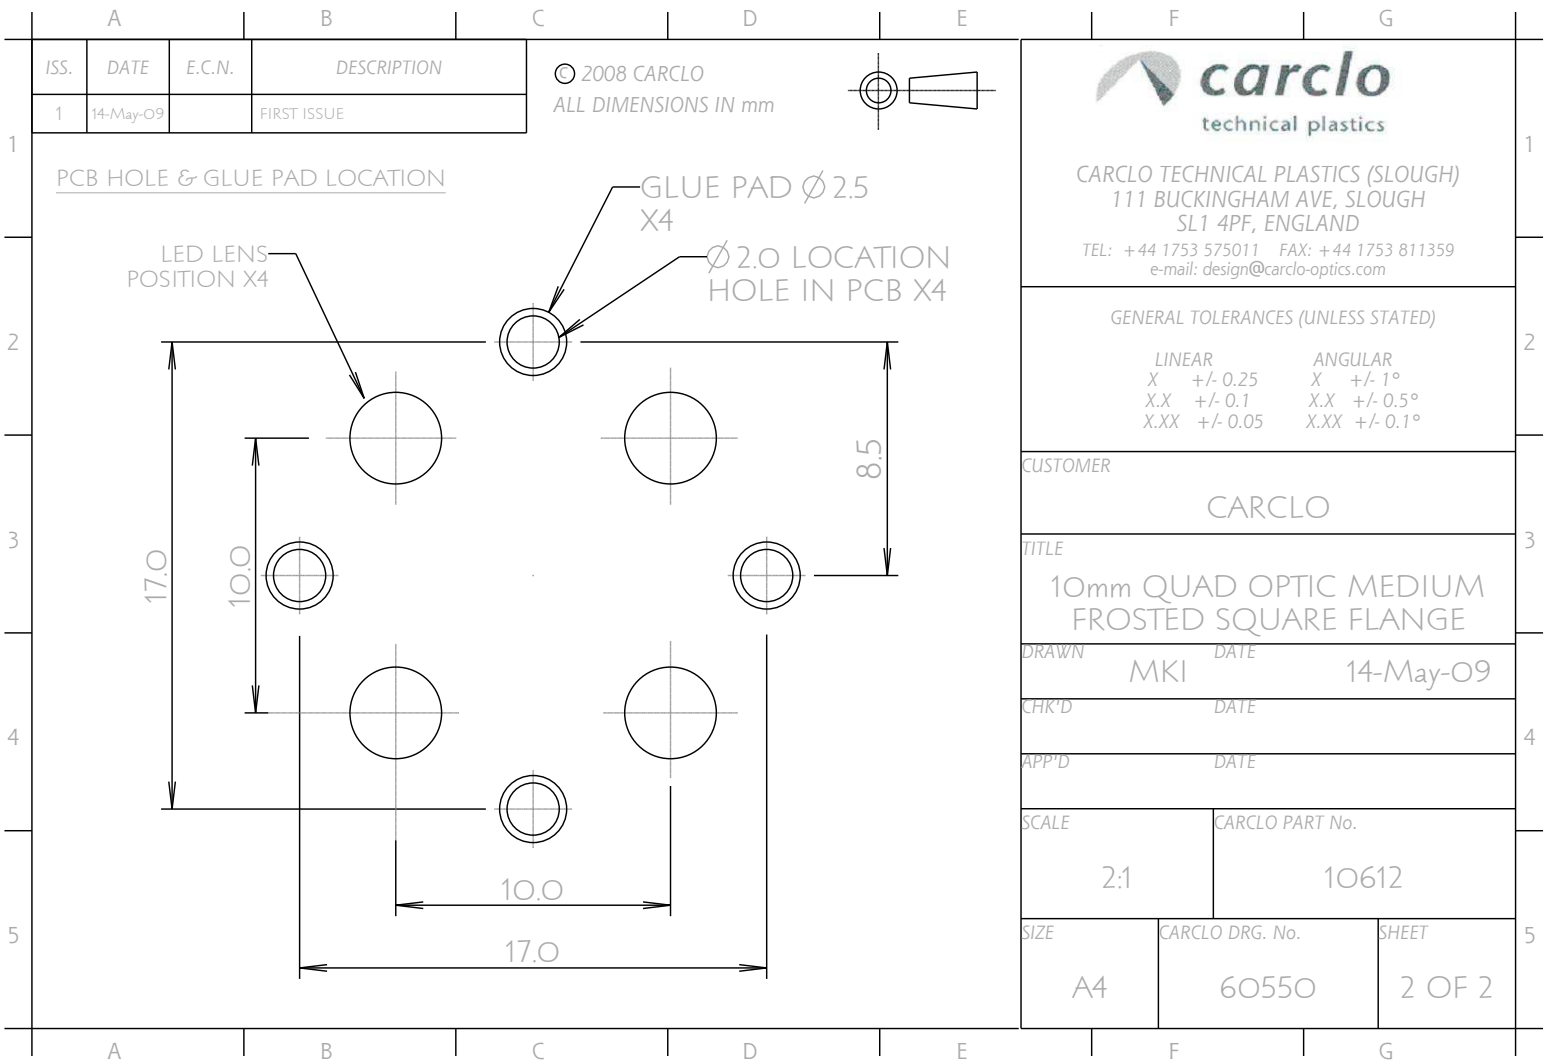 A B C D E F G
ISS. DATE E.C.N. DESCRIPTION
1 14-May-09 FIRST ISSUE
© 2008 CARCLO
ALL DIMENSIONS IN mm
carclo
technical plastics
CARCLO TECHNICAL PLASTICS (SLOUGH)
111 BUCKINGHAM AVE, SLOUGH
SL1 4PF, ENGLAND
TEL: +44 1753 575011 FAX: +44 1753 811359
e-mail: design@carclo-optics.com
1 1
PCB HOLE & GLUE PAD LOCATION
GLUE PAD Ø 2.5
X4
LED LENS
POSITION X4
Ø 2.0 LOCATION
HOLE IN PCB X4
GENERAL TOLERANCES (UNLESS STATED)
LINEAR ANGULAR
X +/- 0.25 X +/- 1°
X.X +/- 0.1 X.X +/- 0.5°
X.XX +/- 0.05 X.XX +/- 0.1°
2 2
8.5
17.0
10.0
CUSTOMER
CARCLO
3 3
TITLE
10mm QUAD OPTIC MEDIUM
FROSTED SQUARE FLANGE
DRAWN MKI DATE 14-May-09
CHK'D DATE
4 4
APP'D DATE
SCALE CARCLO PART No.
2:1 10612
10.0
17.0
5 5
SIZE CARCLO DRG. No. SHEET
A4 60550 2 OF 2
A B C D E F G